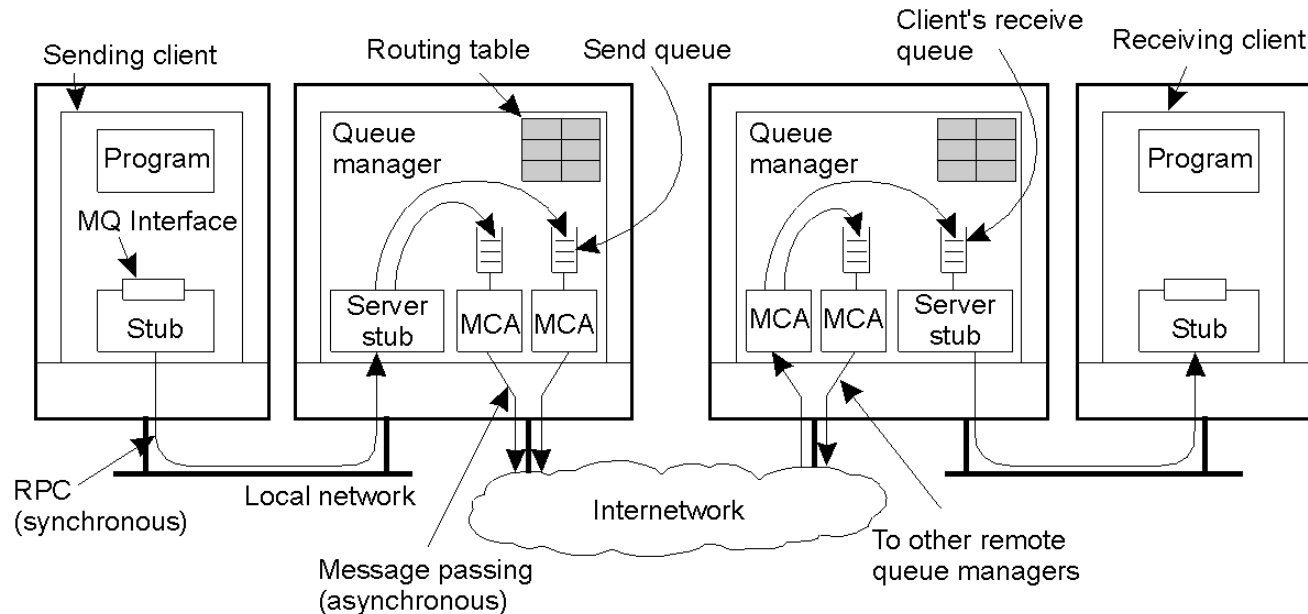 Sending client
Routing table
Send queue
Client's receive
queue
Receiving client
Program
MQ Interface
Stub
Queue
manager
Server
stub
MCA
MCA
Queue
manager
MCA
MCA
Server
stub
Program
Stub
RPC
(synchronous)
Local network
Message passing
(asynchronous)
Internetwork
To other remote
queue managers